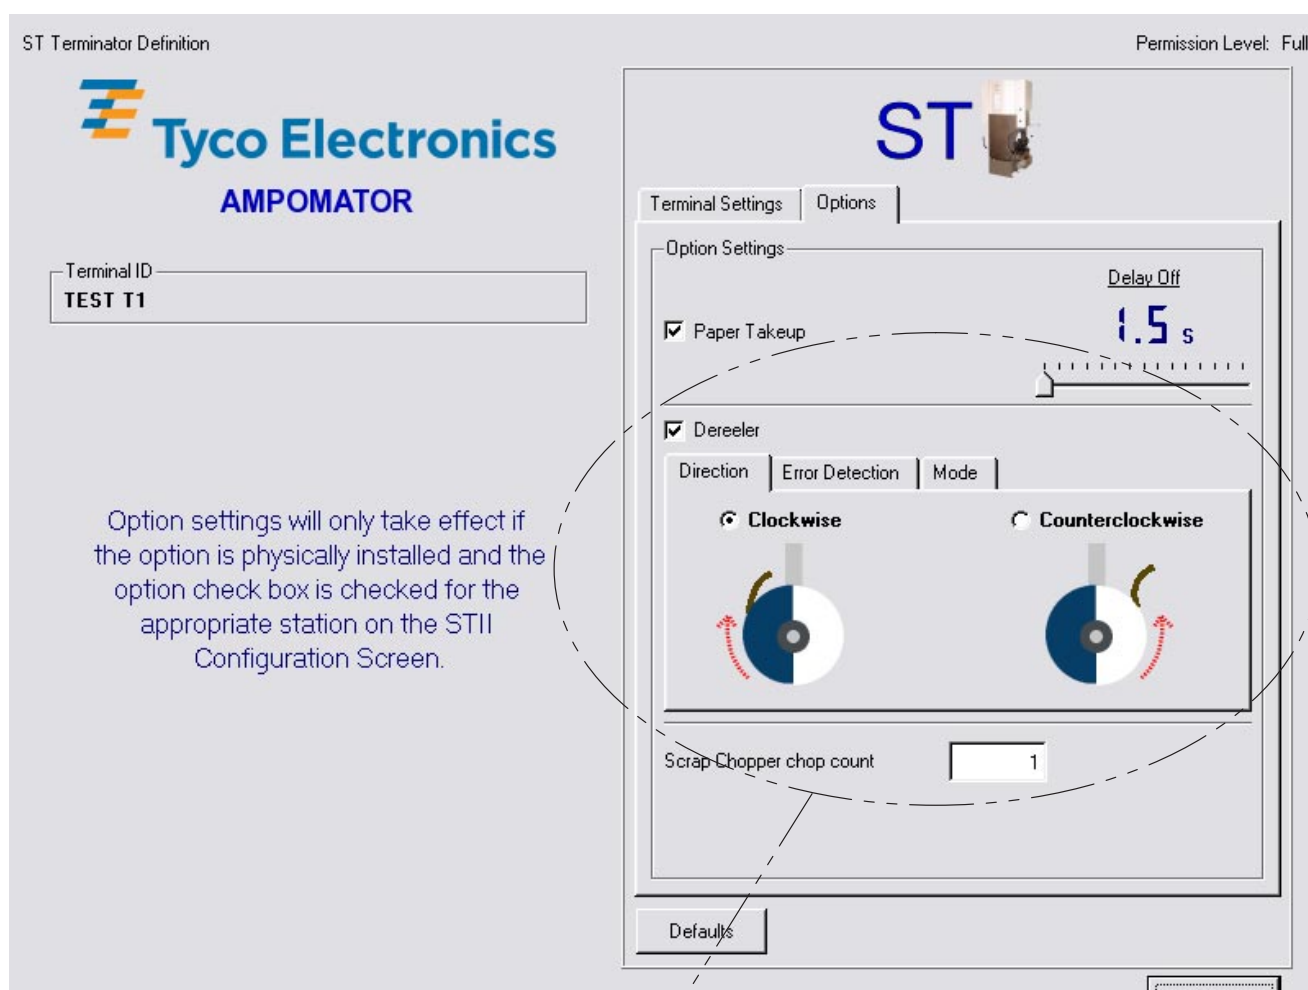 ST Terminator Definition
Permission Level: Full
Tyco Electronics
AMPOMATOR
ST
Terminal ID
TEST T1
Option settings will only take effect if
the option is physically installed and the
option check box is checked for the
appropriate station on the STII
Configuration Screen.
Terminal Settings
Options
Option Settings
Delay Off
Paper Takeup
1.5 s
Dereeler
Direction
Error Detection
Mode
Clockwise
Counterclockwise
Scrap Chopper chop count
1
Defaults